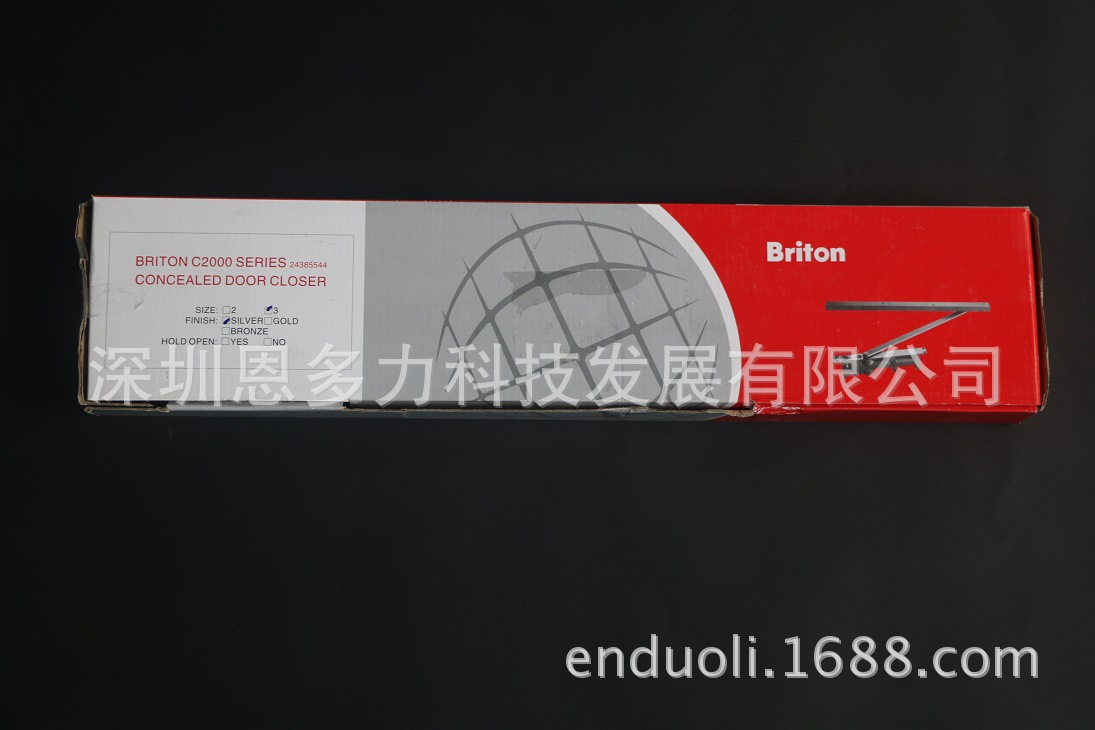 BRITON C2000 SERIES 24385544
CONCEALED DOOR CLOSER
SIZE: 2 3
FINISH: SILVER GOLD
BRONZE
HOLD OPEN: YES NO
Briton
深圳恩多力科技发展有限公司
enduoli.1688.com